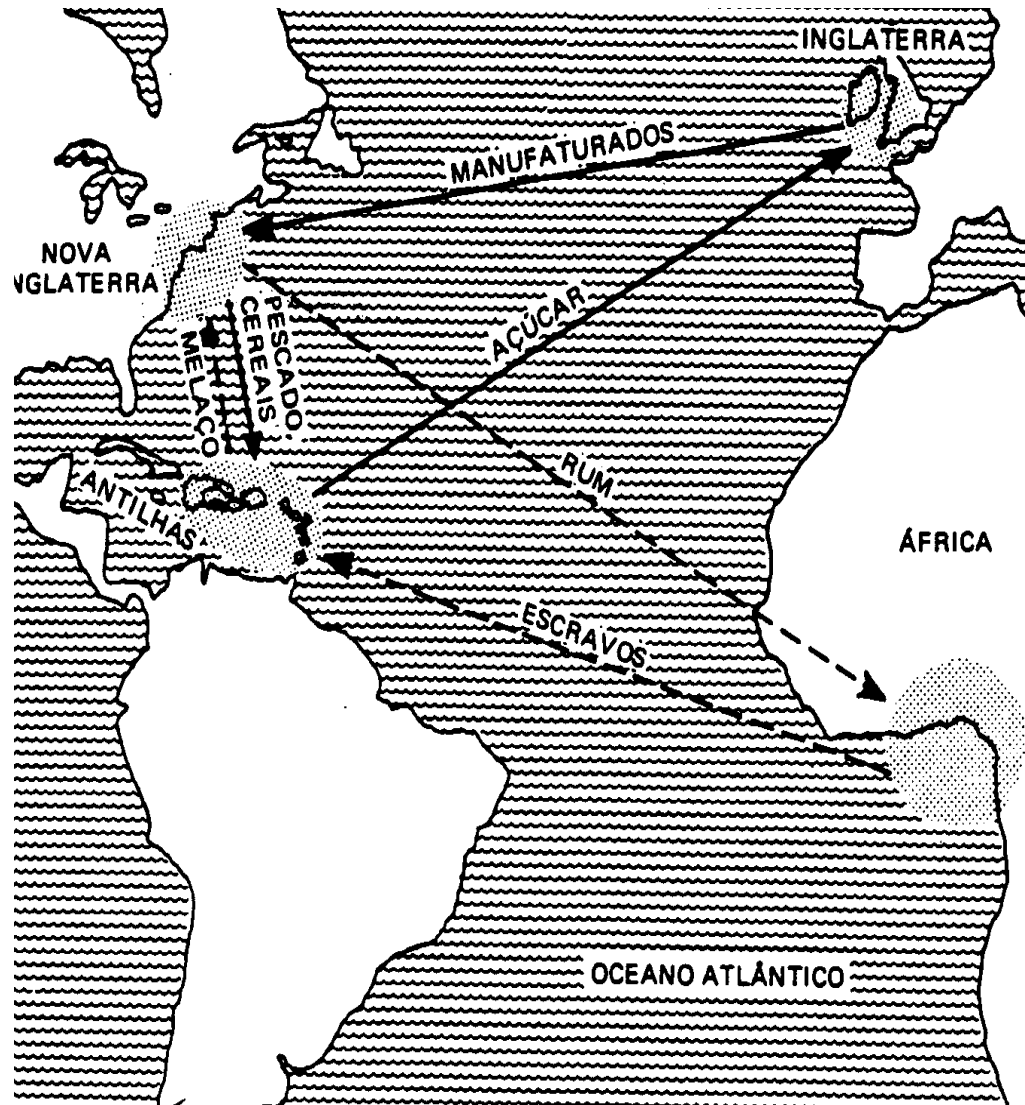 INGLATERRA
MANUFATURADOS
NOVA
NGLATERRA
AÇÚCAR
PESCADO,
CEREAIS
MELAÇO
RUM
ANTILHAS
ÁFRICA
ESCRAVOS
OCEANO ATLÂNTICO